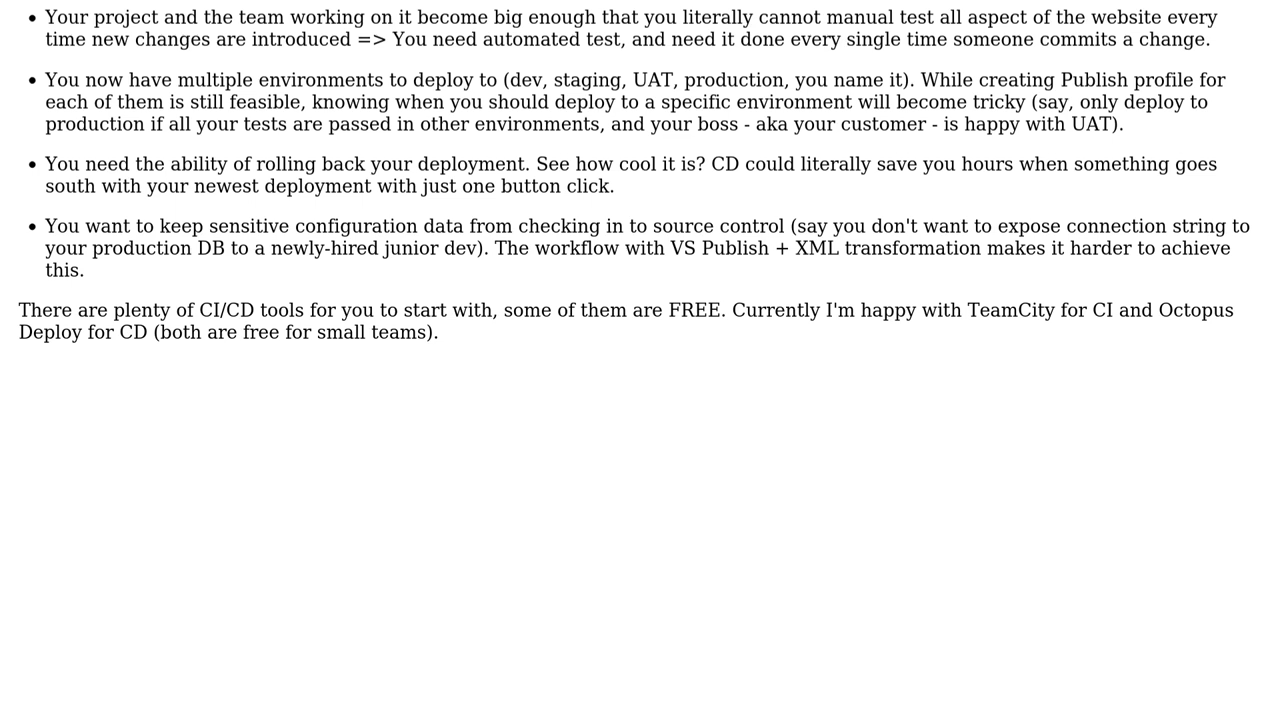 • Your project and the team working on it become big enough that you literally cannot manual test all aspect of the website every
time new changes are introduced => You need automated test, and need it done every single time someone commits a change.
• You now have multiple environments to deploy to (dev, staging, UAT, production, you name it). While creating Publish profile for
each of them is still feasible, knowing when you should deploy to a specific environment will become tricky (say, only deploy to
production if all your tests are passed in other environments, and your boss - aka your customer - is happy with UAT).
• You need the ability of rolling back your deployment. See how cool it is? CD could literally save you hours when something goes
south with your newest deployment with just one button click.
• You want to keep sensitive configuration data from checking in to source control (say you don't want to expose connection string to
your production DB to a newly-hired junior dev). The workflow with VS Publish + XML transformation makes it harder to achieve
this.
There are plenty of CI/CD tools for you to start with, some of them are FREE. Currently I'm happy with TeamCity for CI and Octopus
Deploy for CD (both are free for small teams).